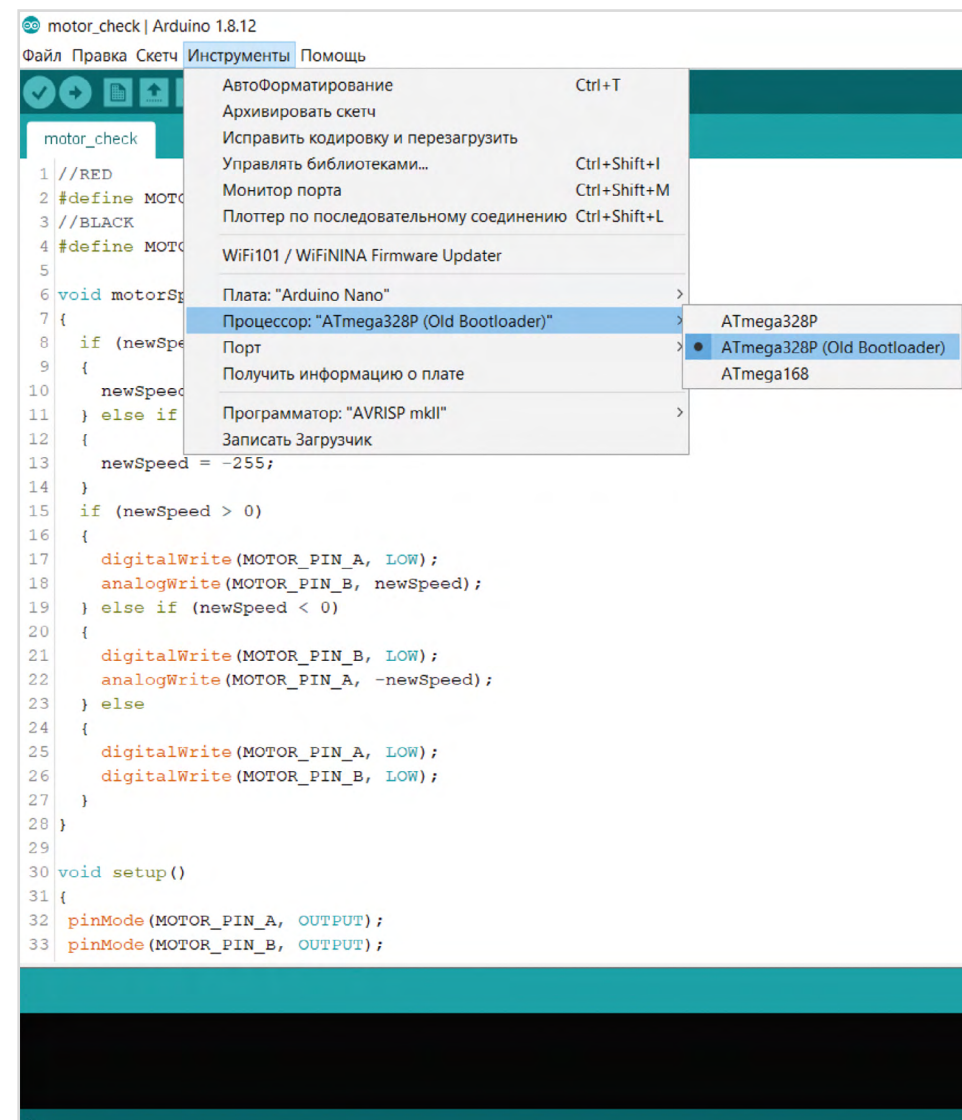 motor_check | Arduino 1.8.12
Файл Правка Скетч Инструменты Помощь
АвтоФорматирование Ctrl+T
Архивировать скетч
Исправить кодировку и перезагрузить
Управлять библиотеками... Ctrl+Shift+I
Монитор порта Ctrl+Shift+M
Плоттер по последовательному соединению Ctrl+Shift+L
WiFi101 / WiFiNINA Firmware Updater
Плата: "Arduino Nano"
Процессор: "ATmega328P (Old Bootloader)"
Порт
Получить информацию о плате
Программатор: "AVRISP mkII"
Записать Загрузчик
ATmega328P
ATmega328P (Old Bootloader)
ATmega168
motor_check
1 //RED
2 #define
3 //BLACK
4 #define
5
6 void
7 {
8 if
9 {
10
11 } else if
12 {
13 newSpeed = -255;
14 }
15 if (newSpeed > 0)
16 {
17 digitalWrite(MOTOR_PIN_A, LOW);
18 analogWrite(MOTOR_PIN_B, newSpeed);
19 } else if (newSpeed < 0)
20 {
21 digitalWrite(MOTOR_PIN_B, LOW);
22 analogWrite(MOTOR_PIN_A, -newSpeed);
23 } else
24 {
25 digitalWrite(MOTOR_PIN_A, LOW);
26 digitalWrite(MOTOR_PIN_B, LOW);
27 }
28 }
29
30 void setup()
31 {
32 pinMode(MOTOR_PIN_A, OUTPUT);
33 pinMode(MOTOR_PIN_B, OUTPUT);